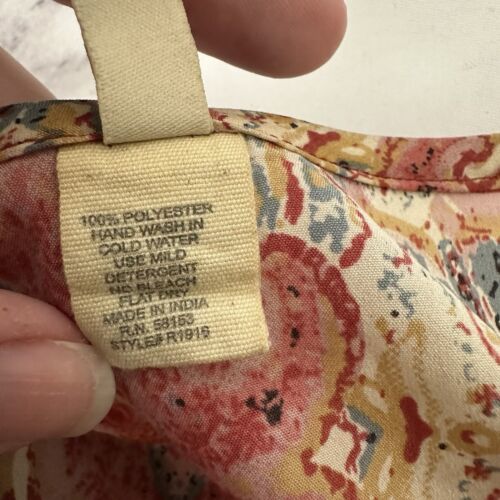 100% POLYESTER
HAND WASH IN
COLD WATER
USE MILD
DETERGENT
NO BLEACH
FLAT DRY
MADE IN INDIA
R.N. 58153
STYLE# R1916